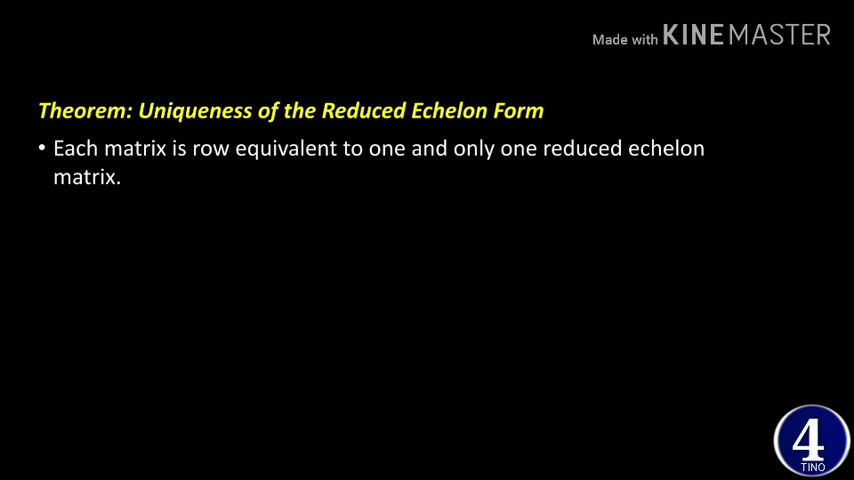 Made with KINEMASTER
Theorem: Uniqueness of the Reduced Echelon Form
• Each matrix is row equivalent to one and only one reduced echelon
matrix.
4
TINO